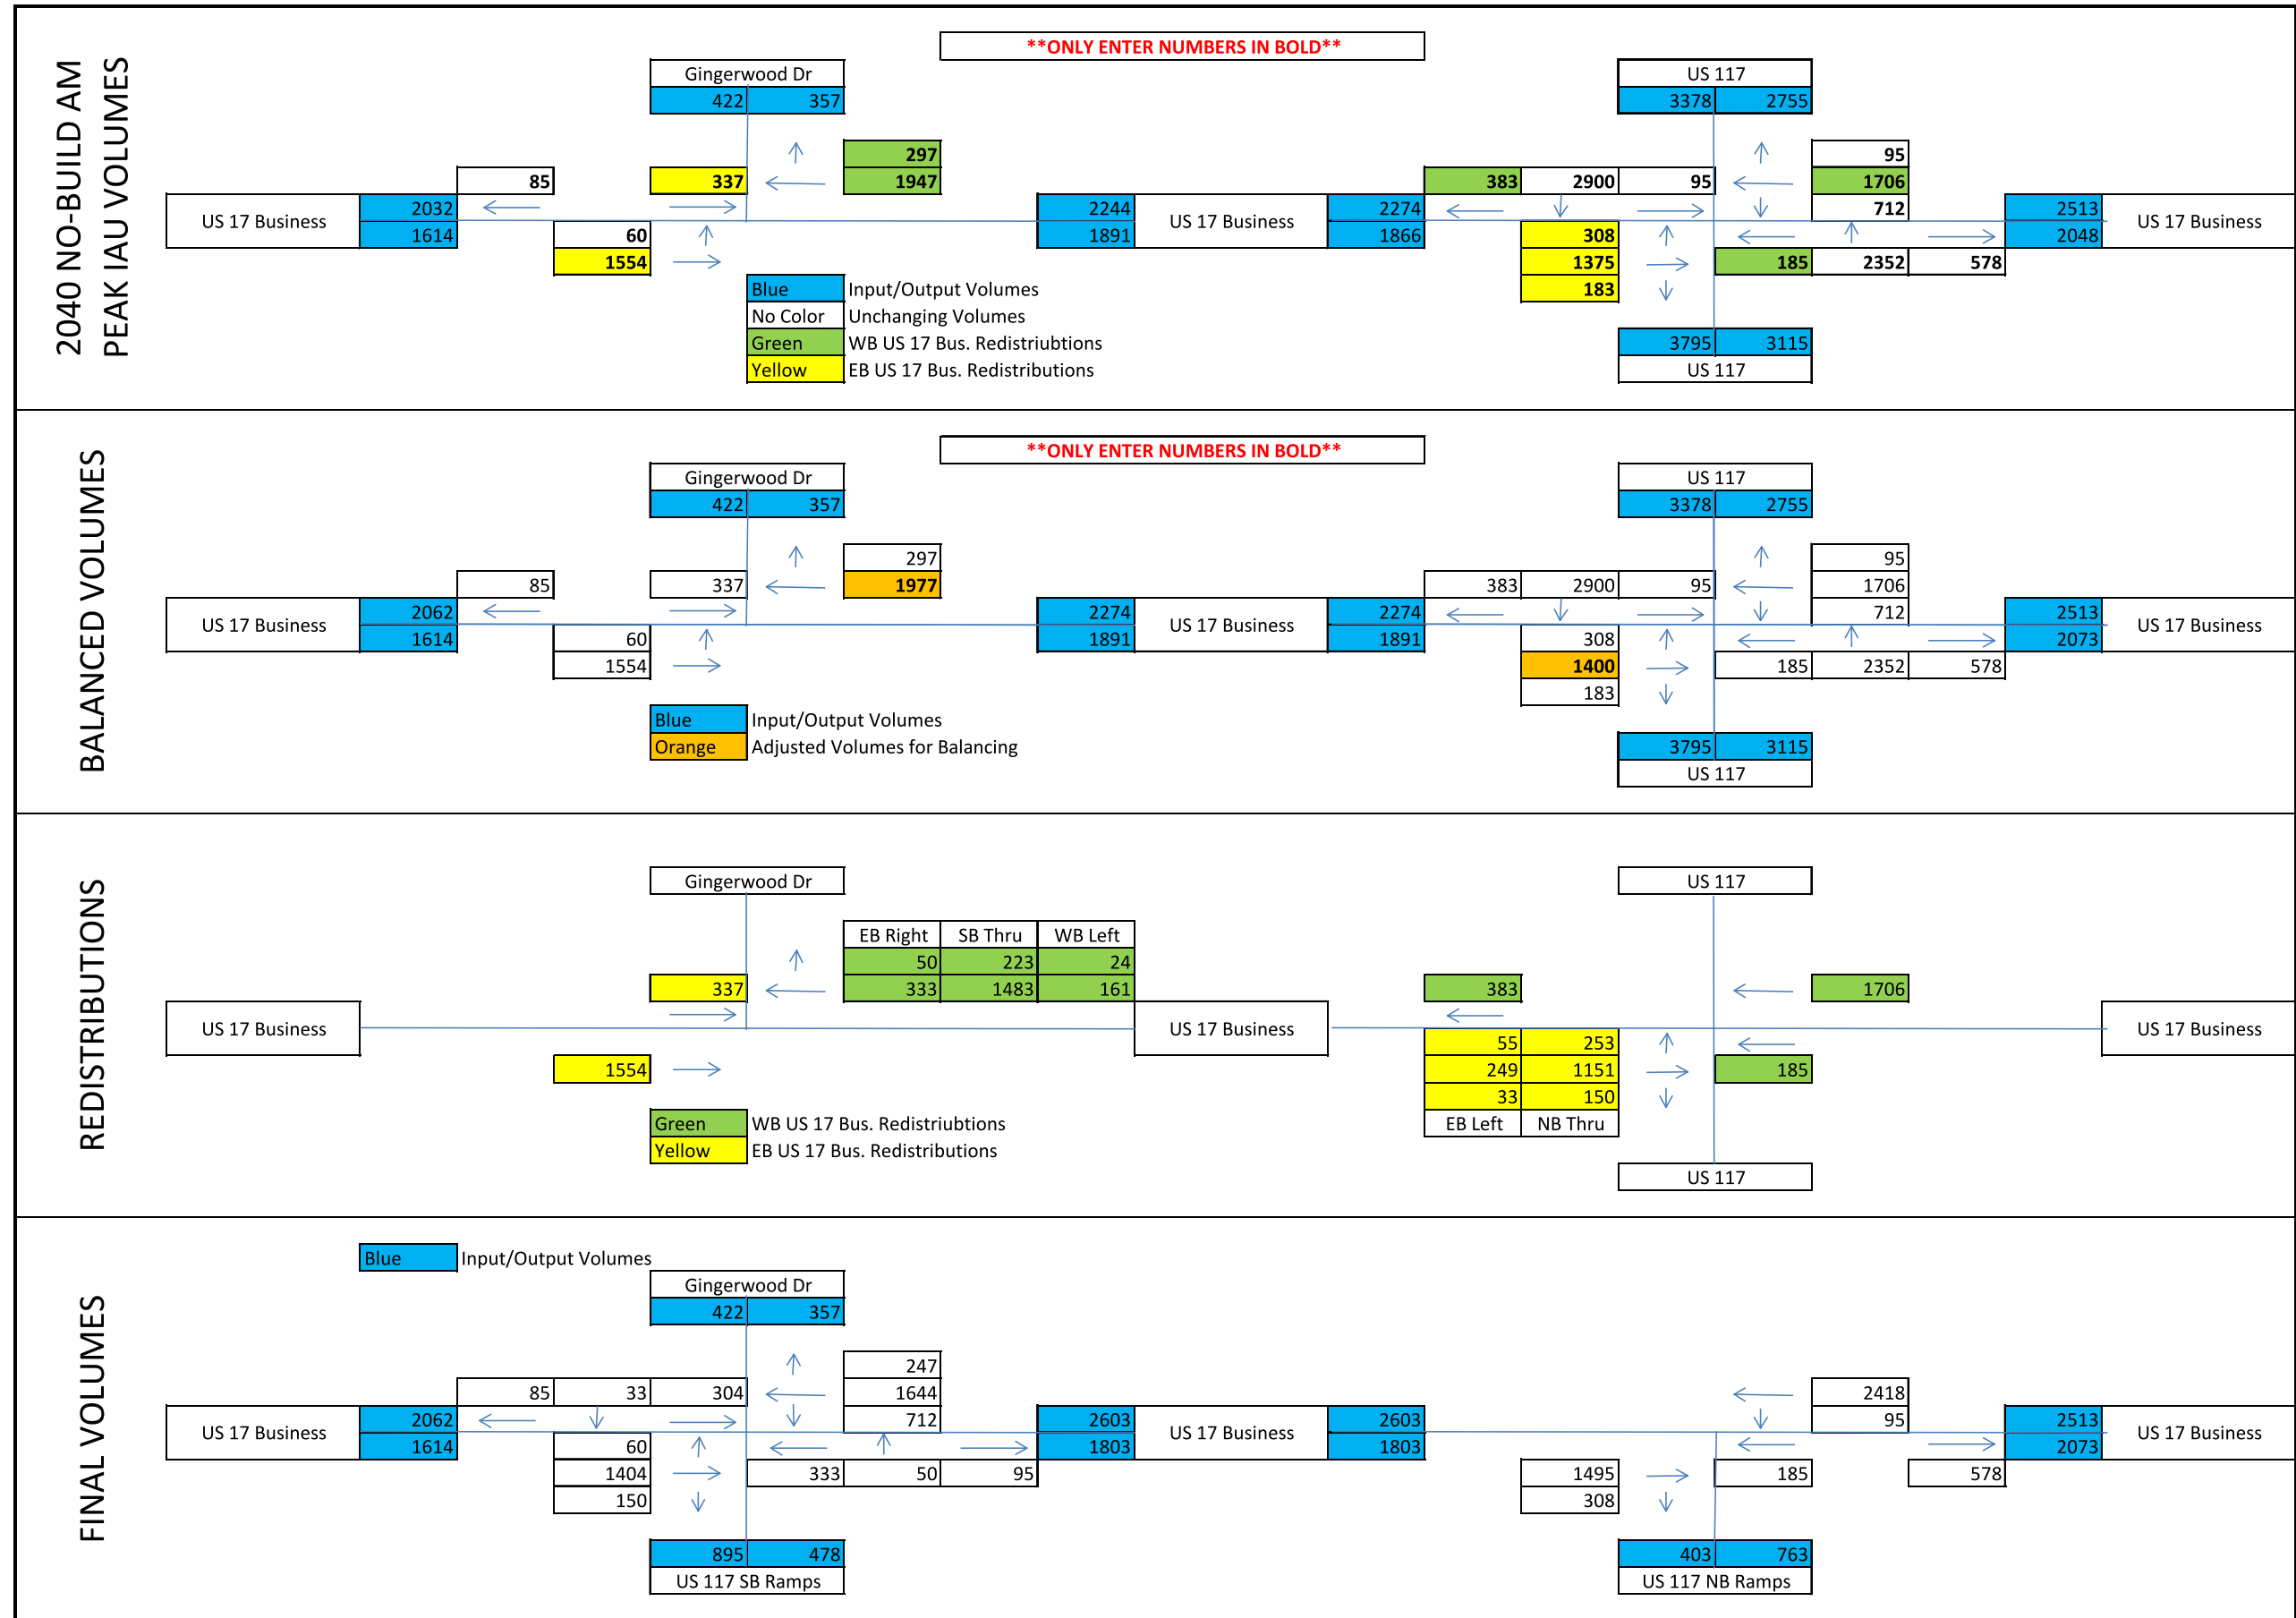 **ONLY ENTER NUMBERS IN BOLD**
2040 NO-BUILD AM
PEAK IAU VOLUMES
Gingerwood Dr
US 117
422 357
3378 2755
297
95
85 337 1947
383 2900 95 1706
US 17 Business 2032
1614
2244 US 17 Business 2274
1891 1866
712 2513 US 17 Business
2048
60
308
1554
1375
185 2352 578
183
Blue Input/Output Volumes
No Color Unchanging Volumes
Green WB US 17 Bus. Redistriubtions
Yellow EB US 17 Bus. Redistributions
3795 3115
US 117
BALANCED VOLUMES
**ONLY ENTER NUMBERS IN BOLD**
Gingerwood Dr
US 117
422 357
3378 2755
297
95
85 337 1977
383 2900 95 1706
712
US 17 Business 2062
1614
2274 US 17 Business 2274
1891 1891
2513 US 17 Business
2073
60
308
1554
1400
185 2352 578
183
Blue Input/Output Volumes
Orange Adjusted Volumes for Balancing
3795 3115
US 117
REDISTRIBUTIONS
Gingerwood Dr
US 117
EB Right SB Thru WB Left
50 223 24
337 333 1483 161
383 1706
US 17 Business
US 17 Business
US 17 Business
55 253
1554
249 1151
185
33 150
EB Left NB Thru
Green WB US 17 Bus. Redistriubtions
Yellow EB US 17 Bus. Redistributions
US 117
FINAL VOLUMES
Blue Input/Output Volumes
Gingerwood Dr
422 357
247
85 33 304 1644
2418
712
95
US 17 Business 2062
1614
2603 US 17 Business 2603
1803 1803
2513 US 17 Business
2073
60
1404 333 50 95
1495 185 578
150
308
895 478
403 763
US 117 SB Ramps
US 117 NB Ramps